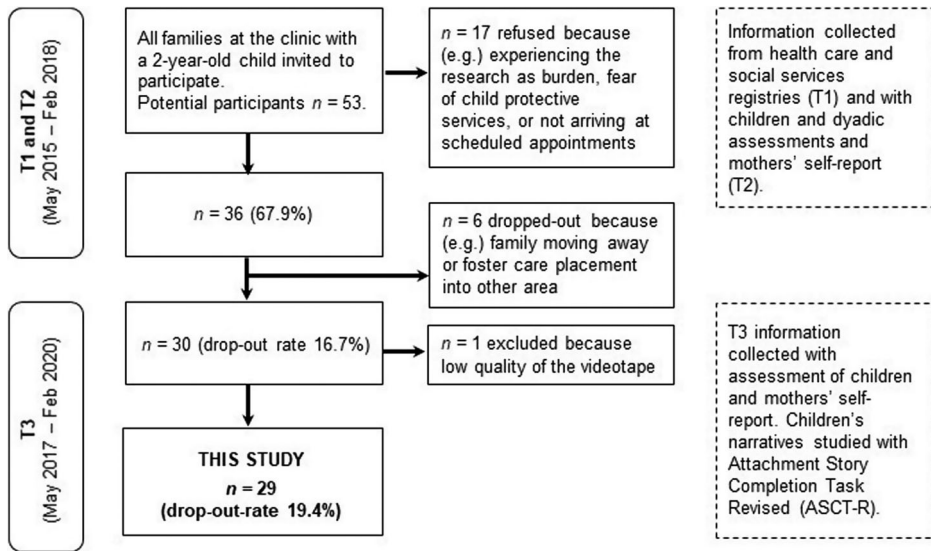 T1 and T2
(May 2015 – Feb 2018)
All families at the clinic with
a 2-year-old child invited to
participate.
Potential participants n = 53.
n = 17 refused because
(e.g.) experiencing the
research as burden, fear
of child protective
services, or not arriving at
scheduled appointments
Information collected
from health care and
social services
registries (T1) and with
children and dyadic
assessments and
mothers’ self-report
(T2).
n = 36 (67.9%)
n = 6 dropped-out because
(e.g.) family moving away
or foster care placement
into other area
T3
(May 2017 – Feb 2020)
n = 30 (drop-out rate 16.7%)
n = 1 excluded because
low quality of the videotape
T3 information
collected with
assessment of children
and mothers’ self-
report. Children’s
narratives studied with
Attachment Story
Completion Task
Revised (ASCT-R).
THIS STUDY
n = 29
(drop-out-rate 19.4%)